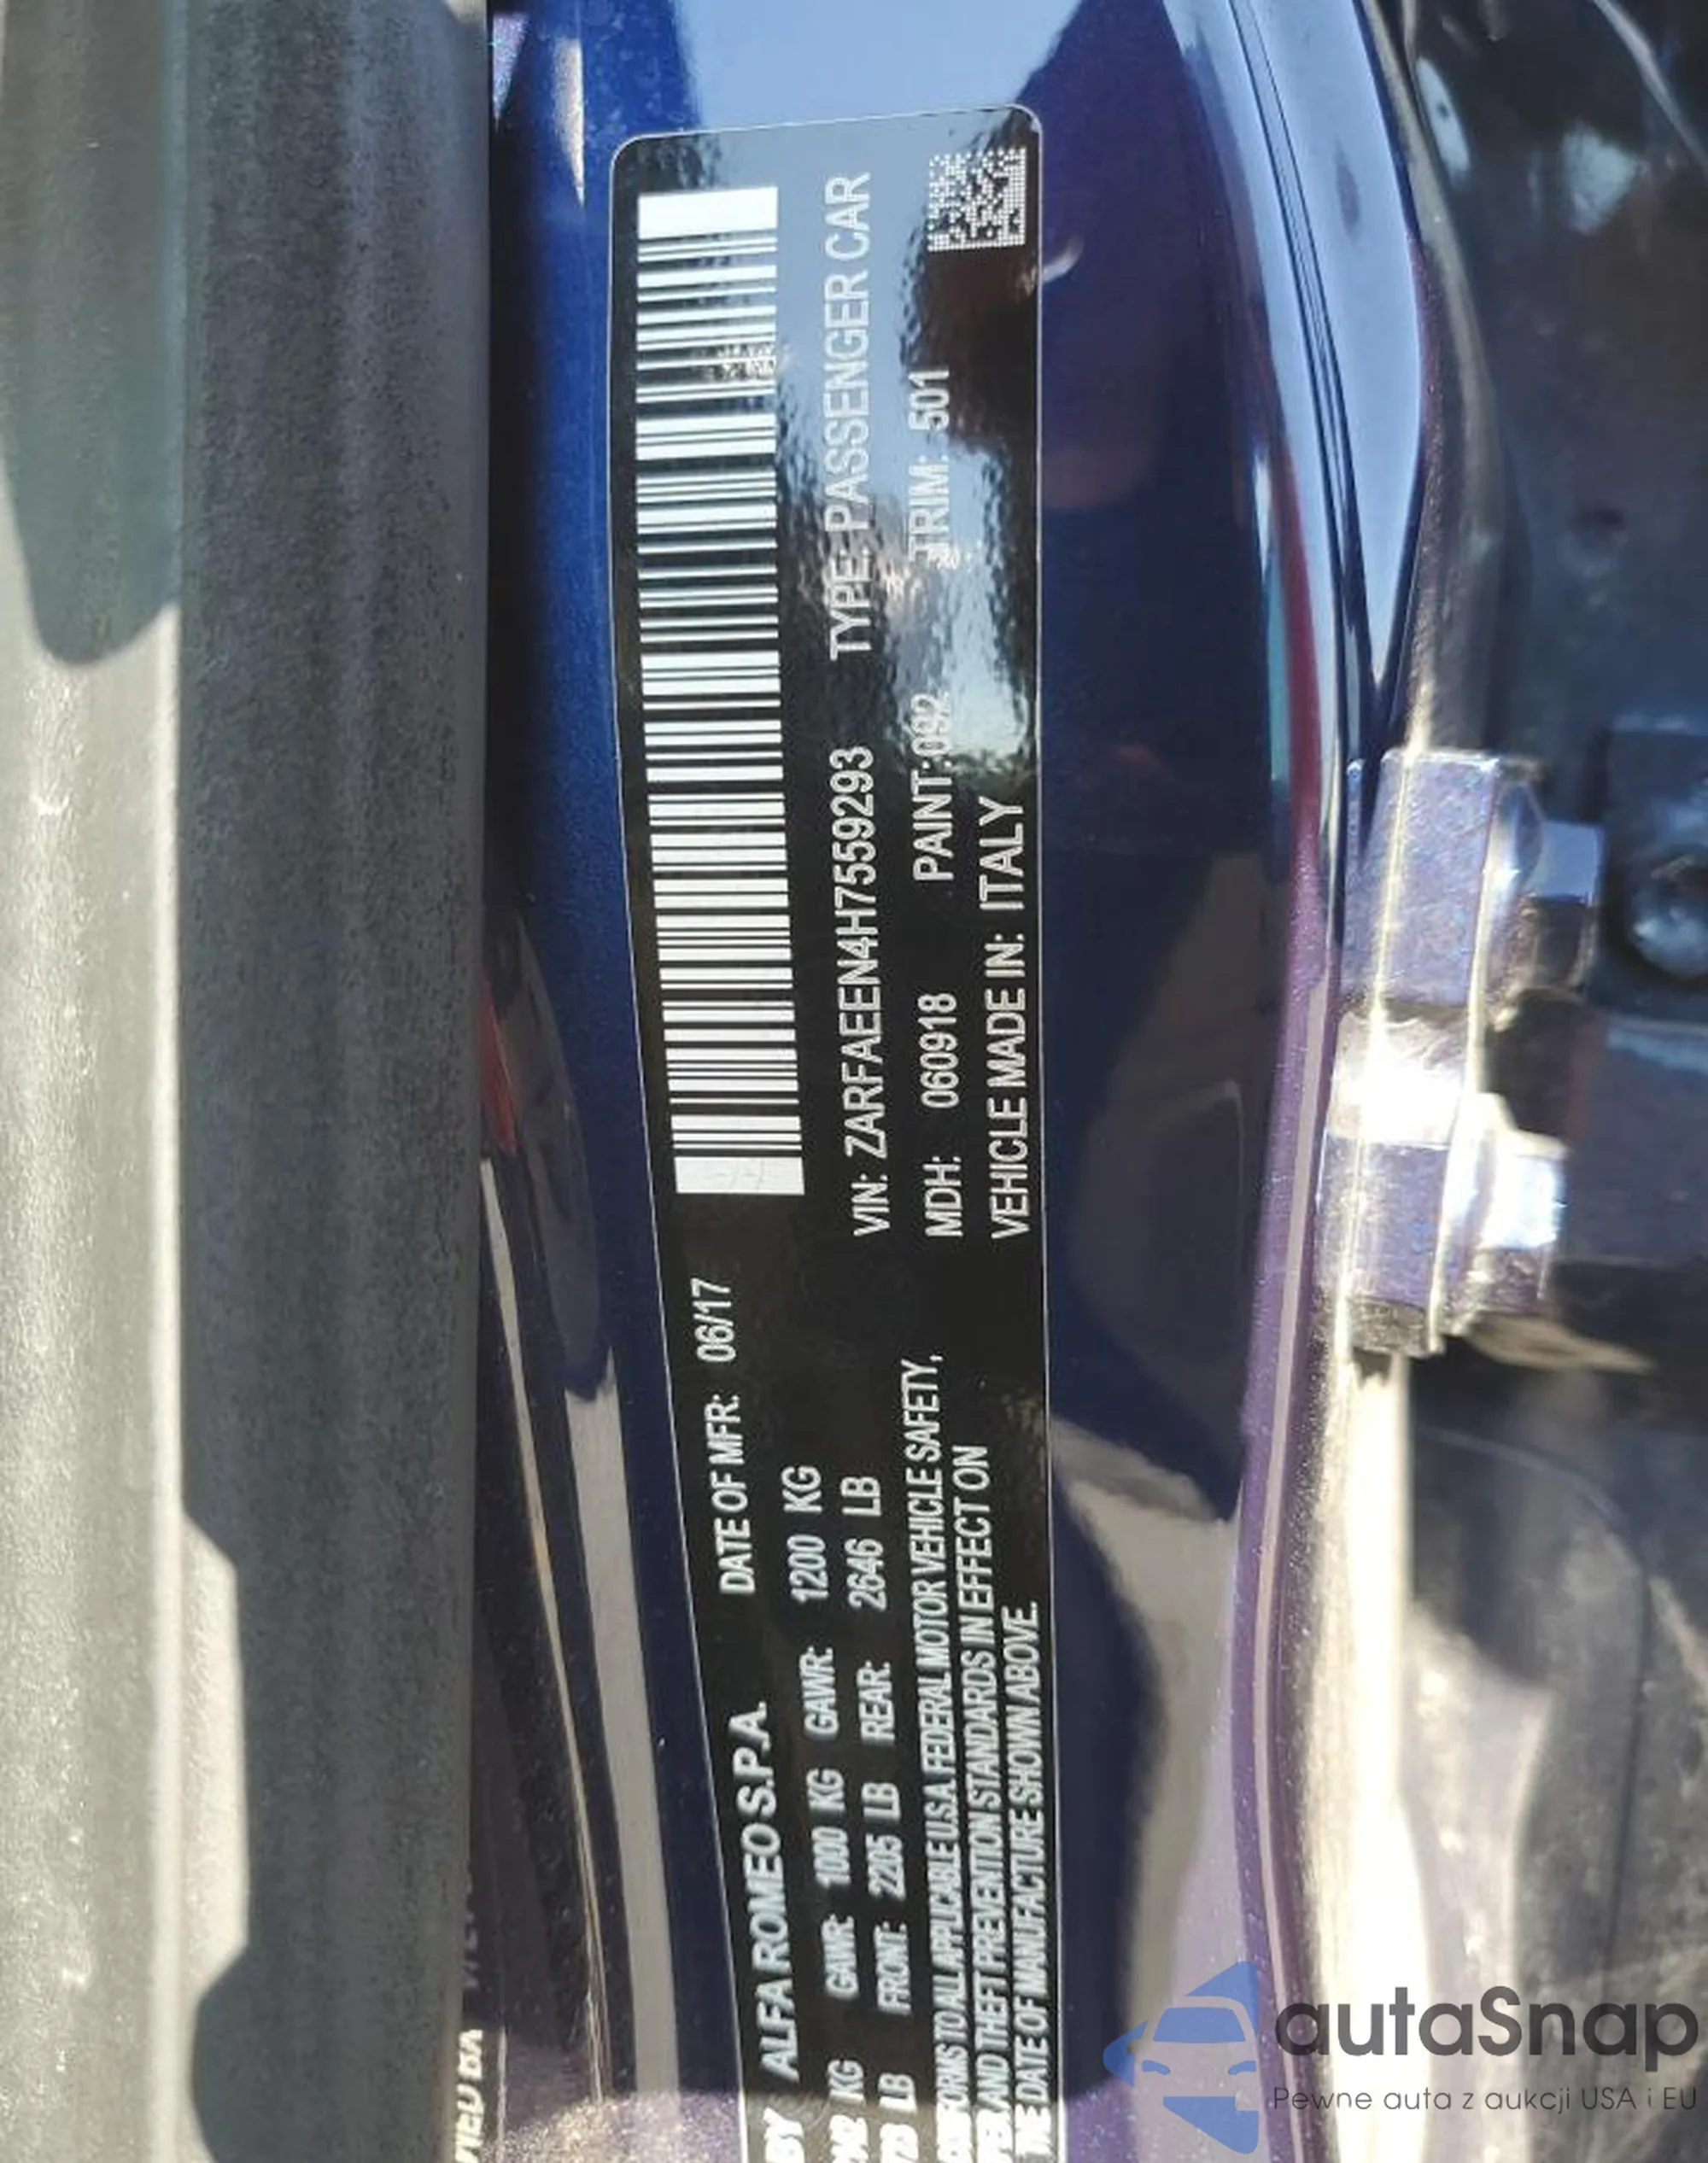 BY ALFA ROMEO S.P.A. DATE OF MFR: 06/17
KG GAWR: 1000 KG GAWR: 1200 KG
LB FRONT: 2205 LB REAR: 2646 LB
TO ALL APPLICABLE U.S.A. FEDERAL MOTOR VEHICLE SAFETY,
AND THEFT PREVENTION STANDARDS IN EFFECT ON
THE DATE OF MANUFACTURE SHOWN ABOVE.
VIN: ZARFAEEN4H7559293 TYPE: PASSENGER CAR
MDH: 060918 PAINT: 092 TRIM: 501
VEHICLE MADE IN: ITALY
autaSnap
Pewne auta z aukcji USA i EU